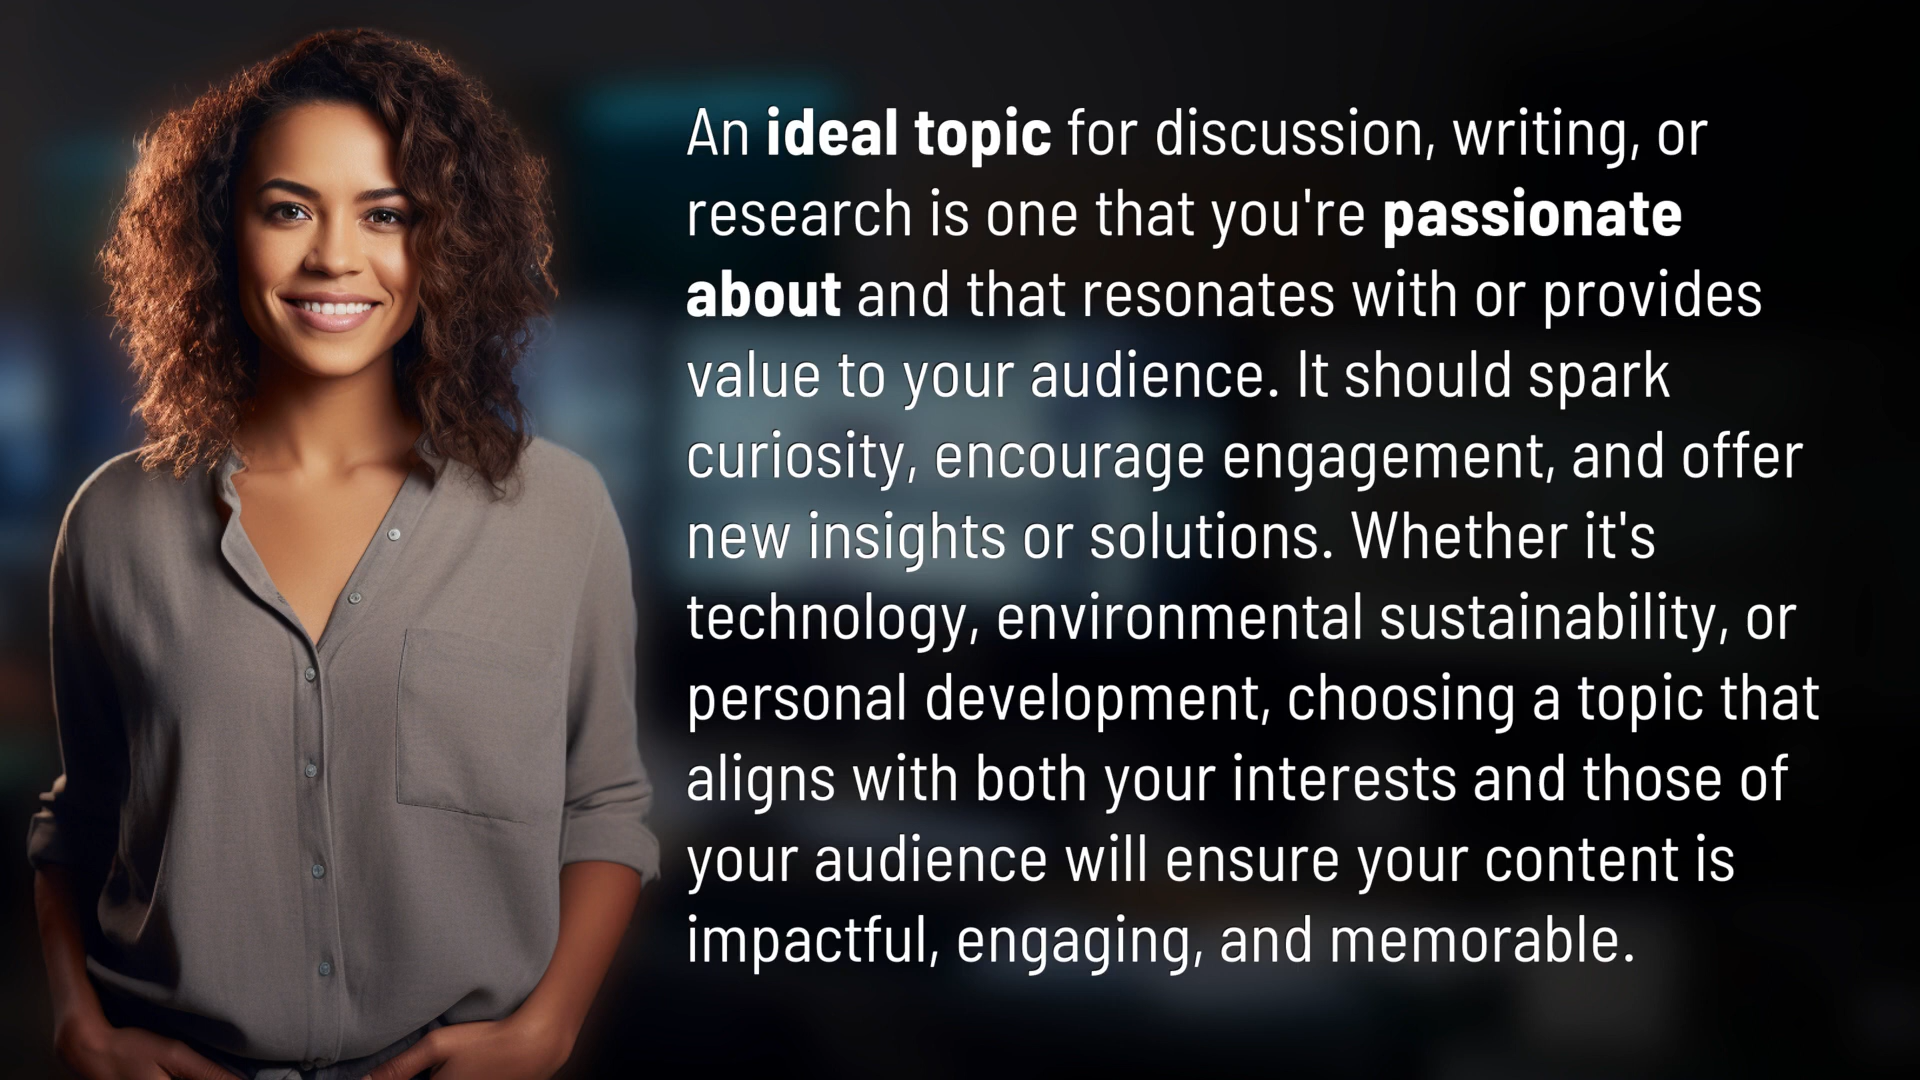 An ideal topic for discussion, writing, or
research is one that you're passionate
about and that resonates with or provides
value to your audience. It should spark
curiosity, encourage engagement, and offer
new insights or solutions. Whether it's
technology, environmental sustainability, or
personal development, choosing a topic that
aligns with both your interests and those of
your audience will ensure your content is
impactful, engaging, and memorable.